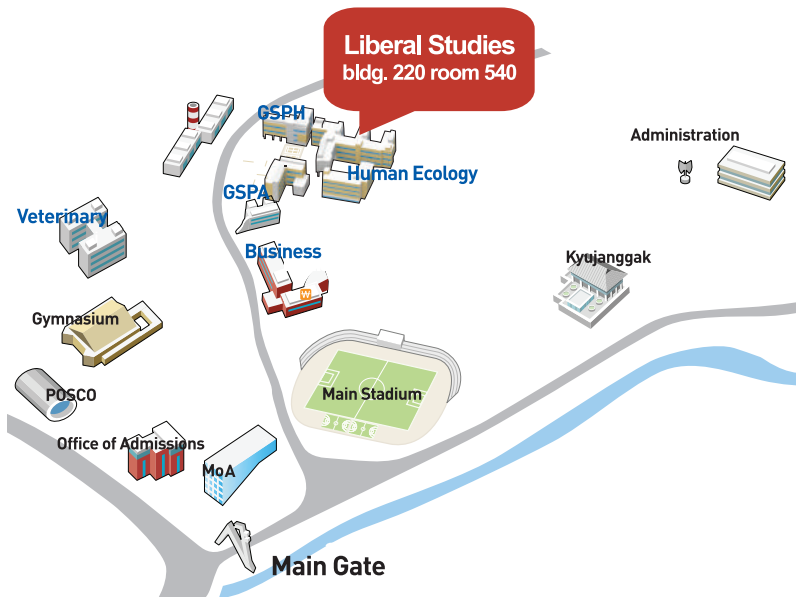 Liberal Studies
bldg. 220 room 540
GSPH
Administration
Human Ecology
GSPA
Veterinary
Business
Kyujanggak
W
Gymnasium
POSCO
Main Stadium
Office of Admissions
MoA
Main Gate